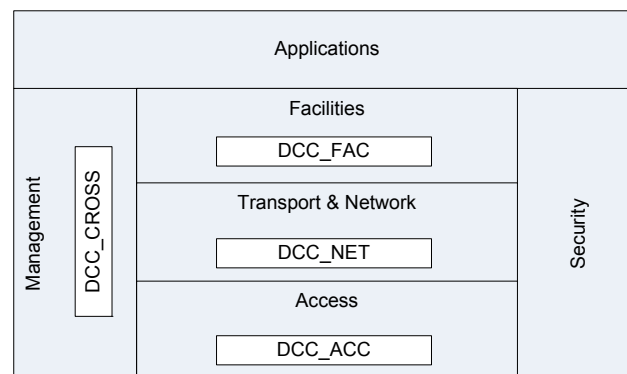 Applications
Management
DCC_CROSS
Facilities
DCC_FAC
Transport & Network
DCC_NET
Access
DCC_ACC
Security